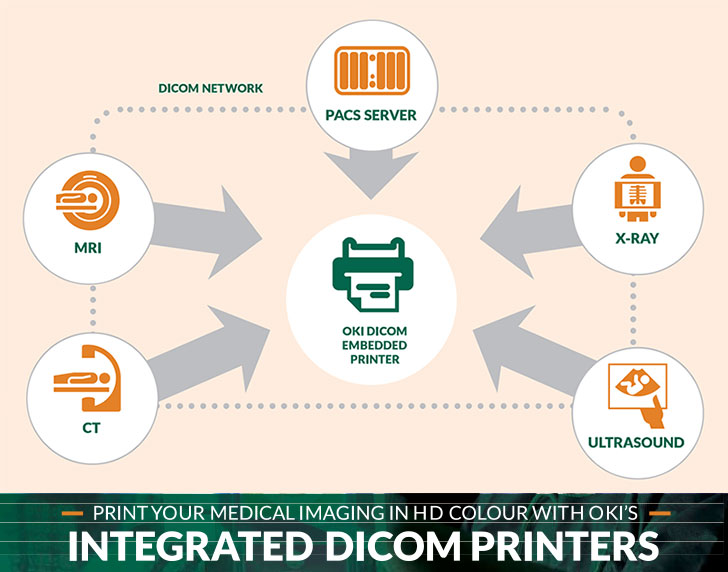 DICOM NETWORK
PACS SERVER
MRI
X-RAY
OKI DICOM
EMBEDDED
PRINTER
CT
ULTRASOUND
PRINT YOUR MEDICAL IMAGING IN HD COLOUR WITH OKI'S
INTEGRATED DICOM PRINTERS